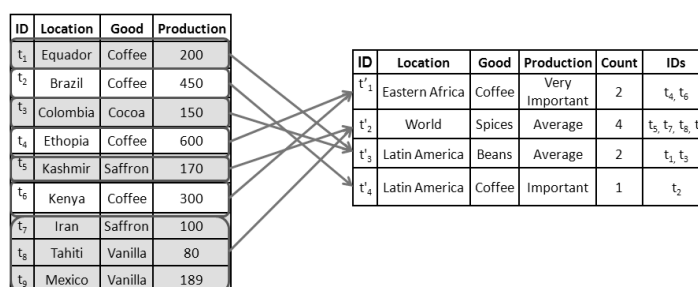 ID Location Good Production
t1 Equador Coffee 200
t2 Brazil Coffee 450
t3 Colombia Cocoa 150
t4 Ethopia Coffee 600
t5 Kashmir Saffron 170
t6 Kenya Coffee 300
t7 Iran Saffron 100
t8 Tahiti Vanilla 80
t9 Mexico Vanilla 189
ID Location Good Production Count IDs
t'1 Eastern Africa Coffee Very Important 2 t4, t6
t'2 World Spices Average 4 t5, t7, t8, t
t'3 Latin America Beans Average 2 t1, t3
t'4 Latin America Coffee Important 1 t2